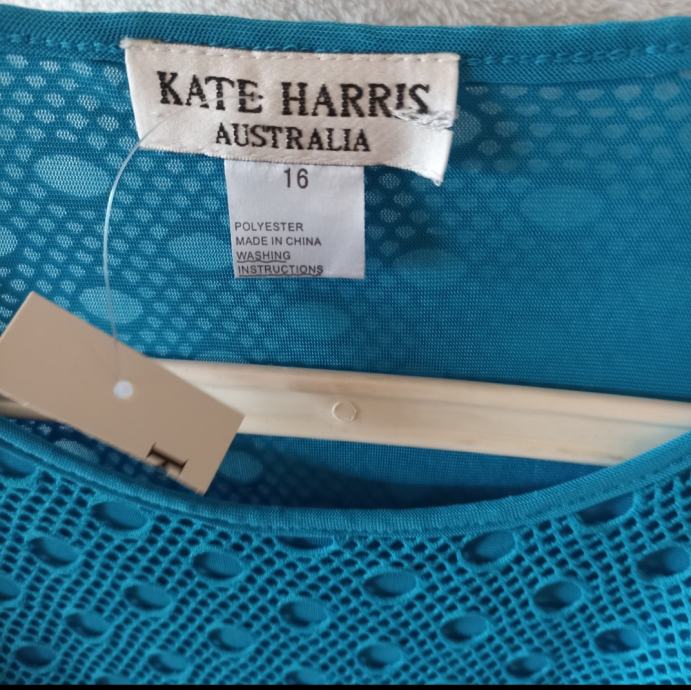 KATE HARRIS
AUSTRALIA
16
POLYESTER
MADE IN CHINA
WASHING
INSTRUCTIONS
K